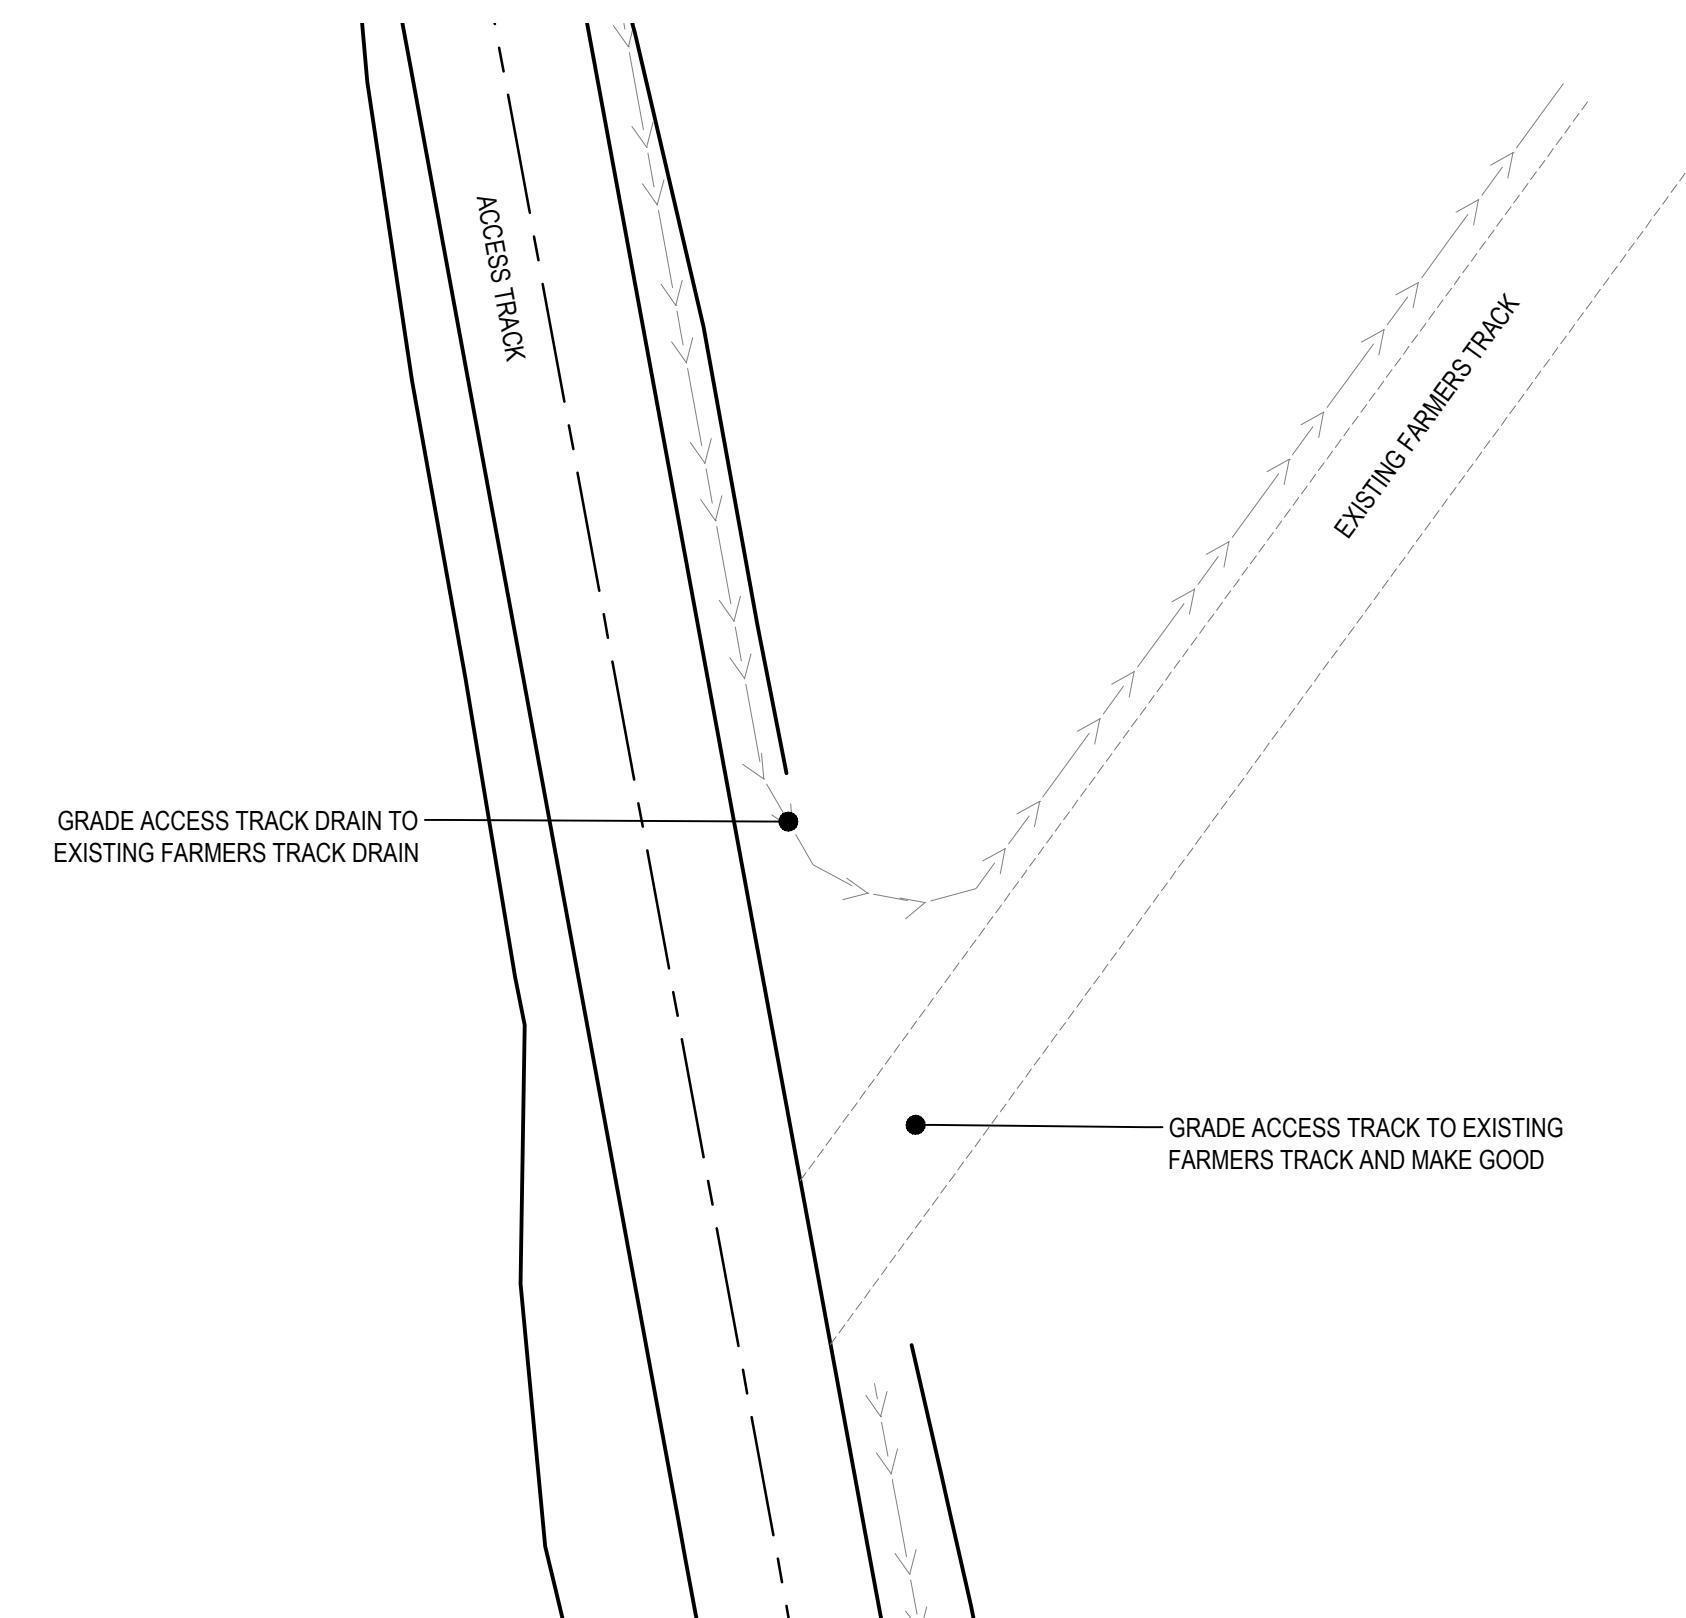 ACCESS TRACK
EXISTING FARMERS TRACK
GRADE ACCESS TRACK DRAIN TO
EXISTING FARMERS TRACK DRAIN
GRADE ACCESS TRACK TO EXISTING
FARMERS TRACK AND MAKE GOOD